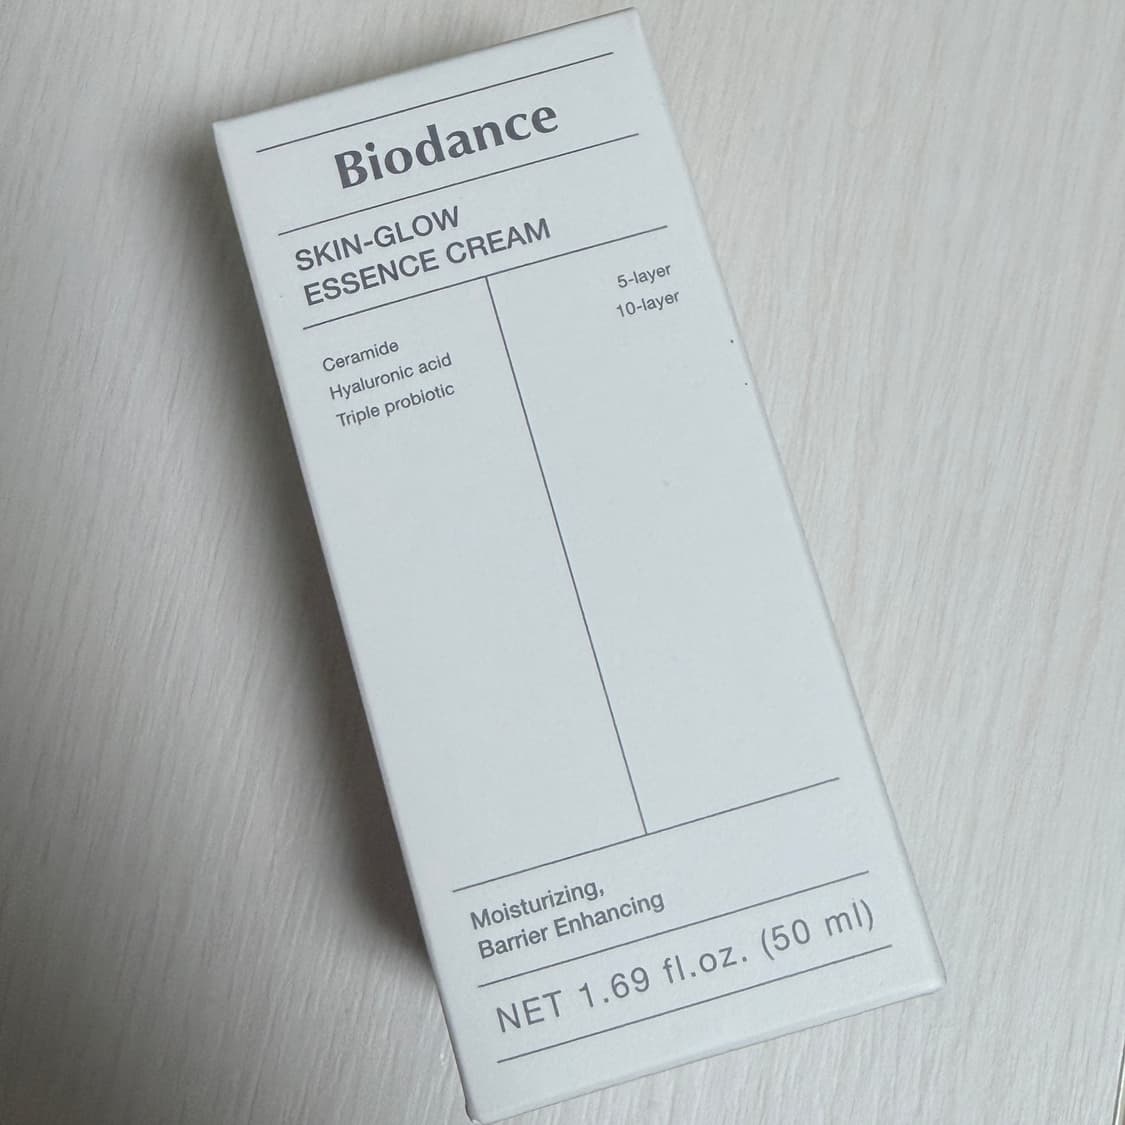 Biodance
SKIN-GLOW
ESSENCE CREAM
Ceramide
Hyaluronic acid
Triple probiotic
5-layer
10-layer
Moisturizing,
Barrier Enhancing
NET 1.69 fl.oz. (50 ml)